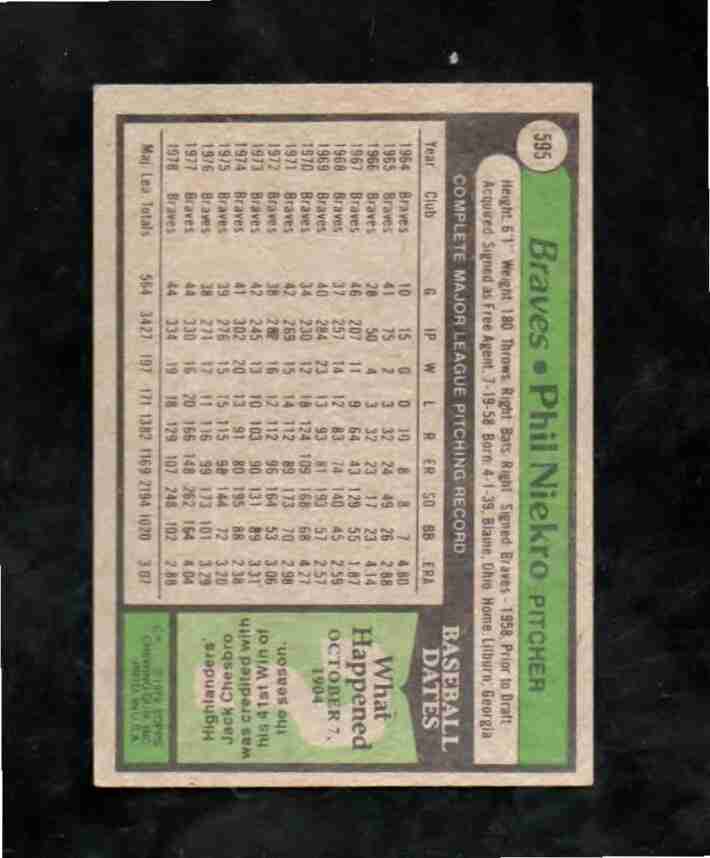 595
Braves • Phil Niekro PITCHER
Height: 6'1" Weight: 180 Throws: Right Bats: Right Signed: Braves - 1958, Prior to Draft
Acquired: Signed as Free Agent, 7-19-58 Born: 4-1-39, Blaine, Ohio Home: Lilburn, Georgia
COMPLETE MAJOR LEAGUE PITCHING RECORD
Year Club G IP W L R ER SO BB ERA
1964 Braves 10 15 0 0 10 8 8 7 4.80
1965 Braves 41 75 2 3 32 24 49 26 2.88
1966 Braves 28 50 4 3 32 23 17 23 4.14
1967 Braves 46 207 11 9 64 43 129 55 1.87
1968 Braves 37 257 14 12 83 74 140 45 2.59
1969 Braves 40 284 23 13 93 81 193 57 2.57
1970 Braves 34 230 12 18 124 109 168 68 4.27
1971 Braves 42 269 15 14 112 89 173 70 2.98
1972 Braves 38 282 16 12 112 96 164 53 3.06
1973 Braves 42 245 13 10 103 90 131 89 3.31
1974 Braves 41 302 20 13 91 80 195 88 2.38
1975 Braves 39 276 15 15 115 98 144 72 3.20
1976 Braves 38 271 17 11 116 99 173 101 3.29
1977 Braves 44 330 16 20 166 148 262 164 4.04
1978 Braves 44 334 19 18 129 107 248 102 2.88
Maj. Lea. Totals 564 3427 197 171 1382 1169 2194 1020 3.07
BASEBALL
DATES
What
Happened
OCTOBER 7,
1904
Highlanders'
Jack Chesbro
was credited with
his 41st win of
the season.
TOPPS
CHEWING GUM, INC.
PRTD. IN U.S.A.